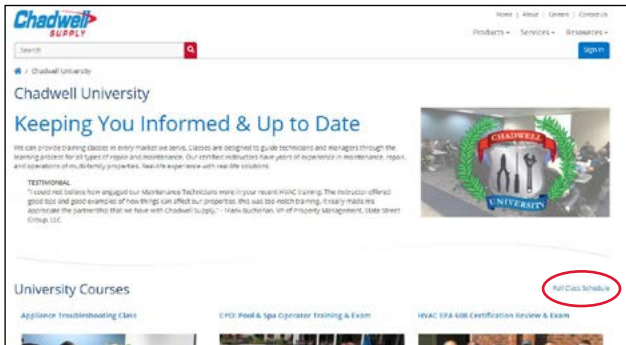 Chadwell
SUPPLY
Home | About | Careers | Contact Us
Products Services Resources
Search
Sign In
/ Chadwell University
Chadwell University
Keeping You Informed & Up to Date
We can provide training classes in every market we serve. Classes are designed to guide technicians and managers through the
learning process for all types of repair and maintenance. Our certified instructors have years of experience in maintenance, repair,
and operations of multifamily properties. Real-life experience with real-life solutions.
TESTIMONIAL
"I could not believe how engaged our Maintenance Technicians were in your recent HVAC training. The instructor offered
good tips and good examples of how things can affect our properties, this was top-notch training. It really made me
appreciate the partnership that we have with Chadwell Supply." - Buchanan, VP of Property Management, State Street
Group, LLC
CHADWELL
UNIVERSITY
University Courses
Full Class Schedule
Appliance Troubleshooting Class
CPO: Pool & Spa Operator Training & Exam
HVAC EPA 608 Certification Review & Exam